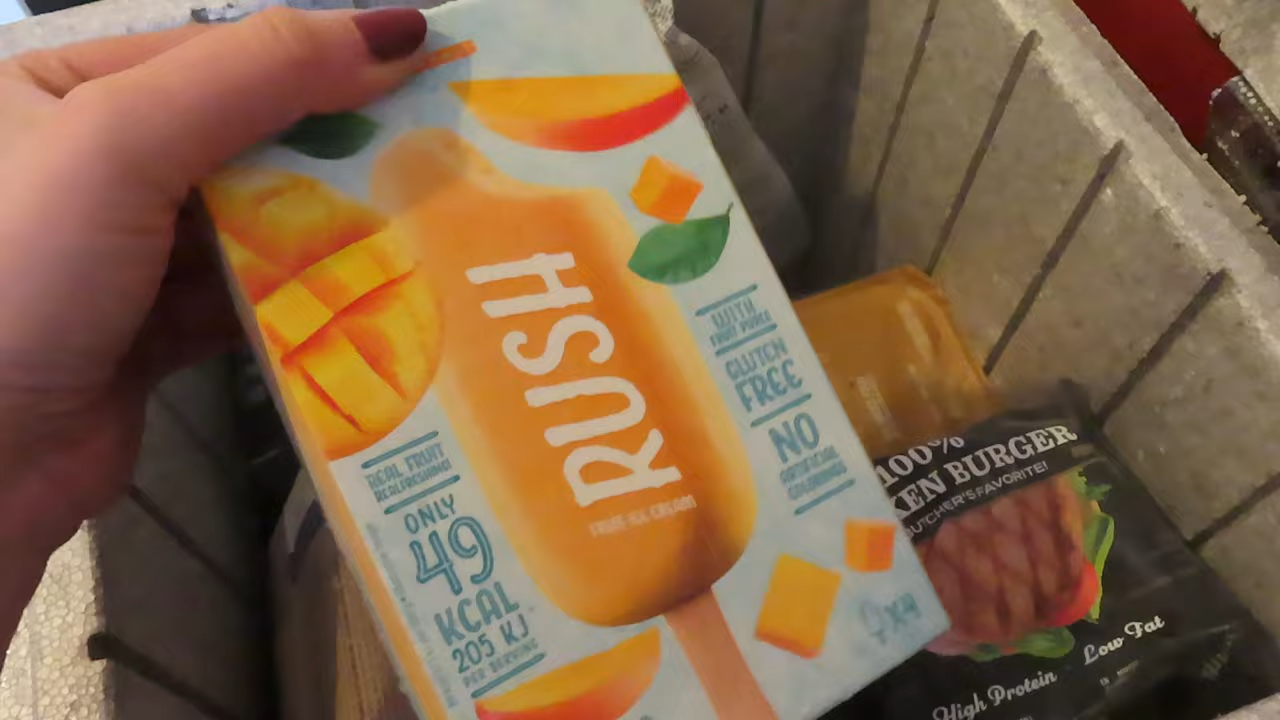 RUSH
FRUIT ICE CREAM
WITH
FRUIT PUREE
GLUTEN
FREE
NO
ARTIFICIAL
COLOURINGS
REAL FRUIT
REALFRESHING!
ONLY
49
KCAL
205 KJ
PER SERVING
X4
100%
KEN BURGER
BUTCHER'S FAVORITE!
Low Fat
High Protein